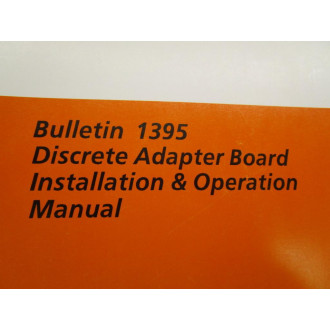 Bulletin 1395
Discrete Adapter Board
Installation & Operation
Manual